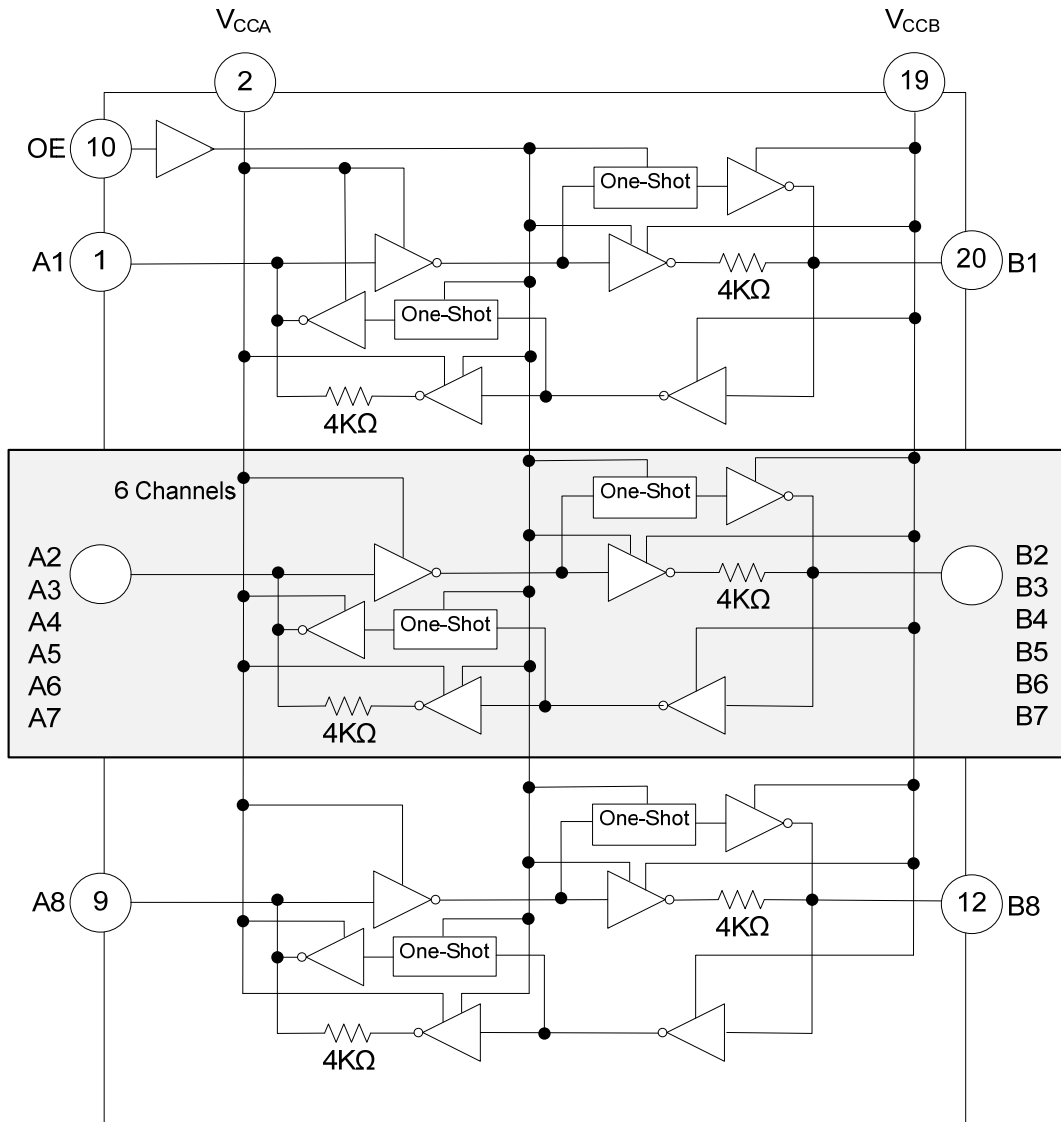 VCCA
VCCB
2
19
OE
10
One-Shot
A1
1
20
B1
4KΩ
One-Shot
4KΩ
6 Channels
One-Shot
A2
A3
A4
A5
A6
A7
B2
B3
B4
B5
B6
B7
4KΩ
One-Shot
4KΩ
One-Shot
A8
9
12
B8
4KΩ
One-Shot
4KΩ